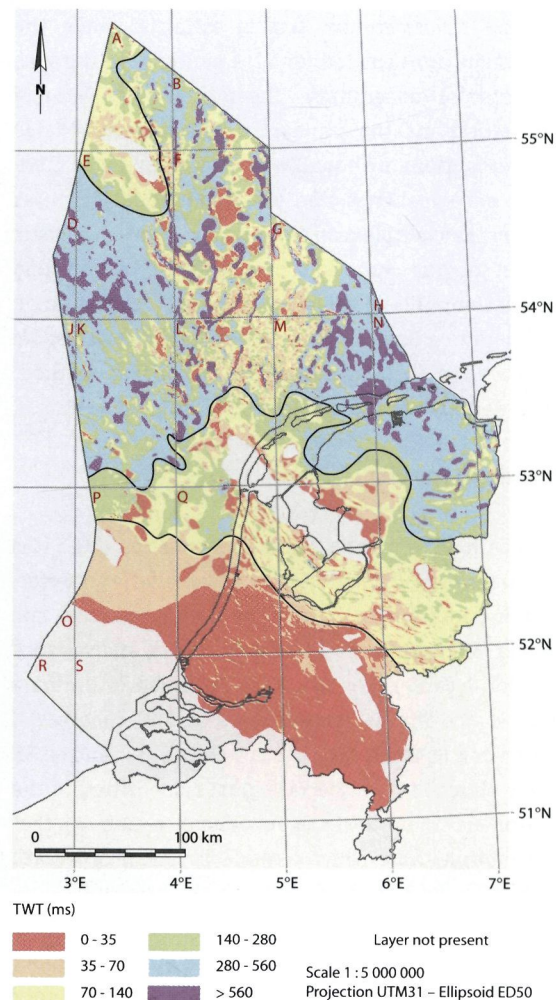 A
N
B
55°N
E
F
D
G
54°N
H
J K
L
M
N
53°N
P
Q
52°N
O
R
S
51°N
0
100 km
3°E
4°E
5°E
6°E
7°E
TWT (ms)
0 - 35
140 - 280
Layer not present
35 - 70
280 - 560
Scale 1 : 5 000 000
70 - 140
> 560
Projection UTM31 – Ellipsoid ED50